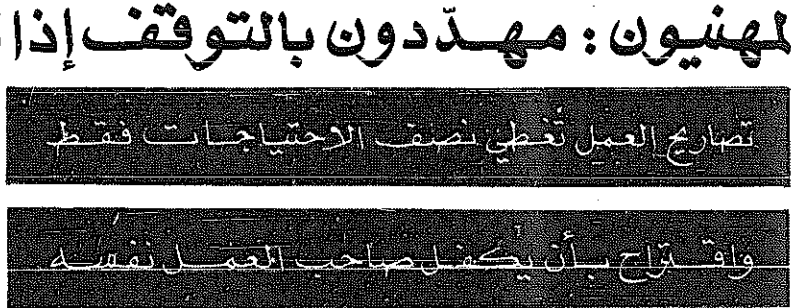 لمهنيون : مهدّدون بالتوقف إذا
تصاريح العمل تغطي نصف الاحتياجات فقط
واقتراح بأن يكفل صاحب العمل نفسه